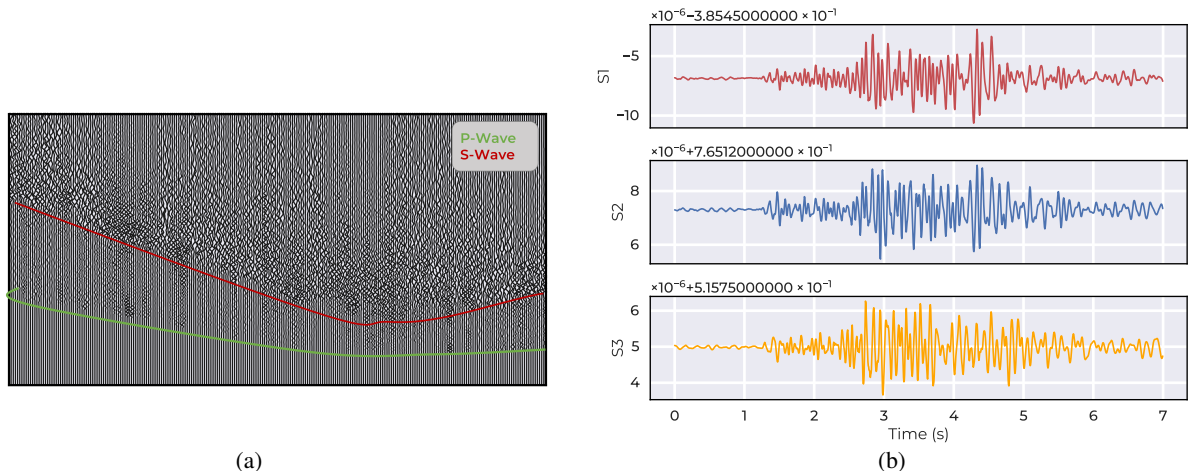 P-Wave
S-Wave
(a)
×10⁻⁶−3.8545000000 × 10⁻¹
−5
−10
S1
×10⁻⁶+7.6512000000 × 10⁻¹
8
6
S2
×10⁻⁶+5.1575000000 × 10⁻¹
6
5
4
S3
0 1 2 3 4 5 6 7
Time (s)
(b)